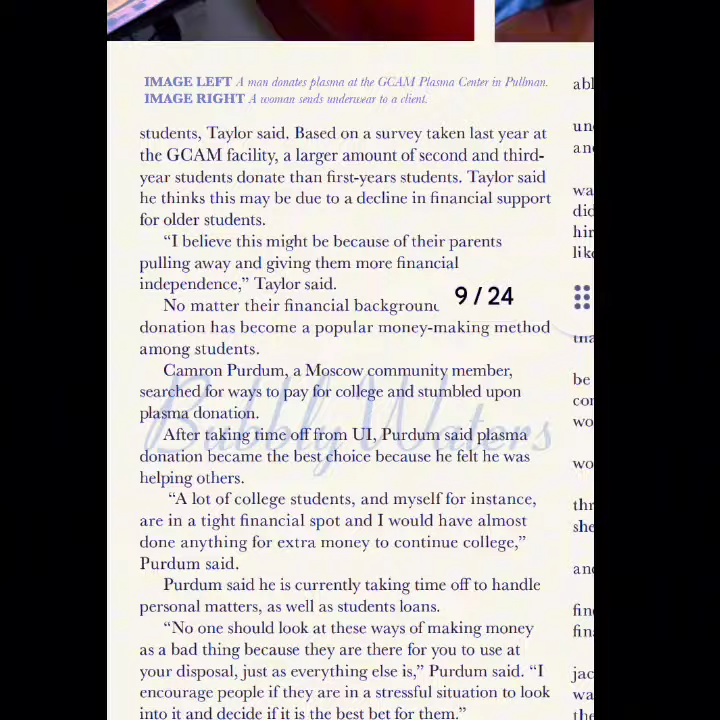 IMAGE LEFT A man donates plasma at the GCAM Plasma Center in Pullman.
IMAGE RIGHT A woman sends underwear to a client.
students, Taylor said. Based on a survey taken last year at
the GCAM facility, a larger amount of second and third-
year students donate than first-years students. Taylor said
he thinks this may be due to a decline in financial support
for older students.
“I believe this might be because of their parents
pulling away and giving them more financial
independence,” Taylor said.
No matter their financial background
donation has become a popular money-making method
among students.
Camron Purdum, a Moscow community member,
searched for ways to pay for college and stumbled upon
plasma donation.
After taking time off from UI, Purdum said plasma
donation became the best choice because he felt he was
helping others.
“A lot of college students, and myself for instance,
are in a tight financial spot and I would have almost
done anything for extra money to continue college,”
Purdum said.
Purdum said he is currently taking time off to handle
personal matters, as well as students loans.
“No one should look at these ways of making money
as a bad thing because they are there for you to use at
your disposal, just as everything else is,” Purdum said. “I
encourage people if they are in a stressful situation to look
into it and decide if it is the best bet for them.”
9 / 24
Bubbly Waters